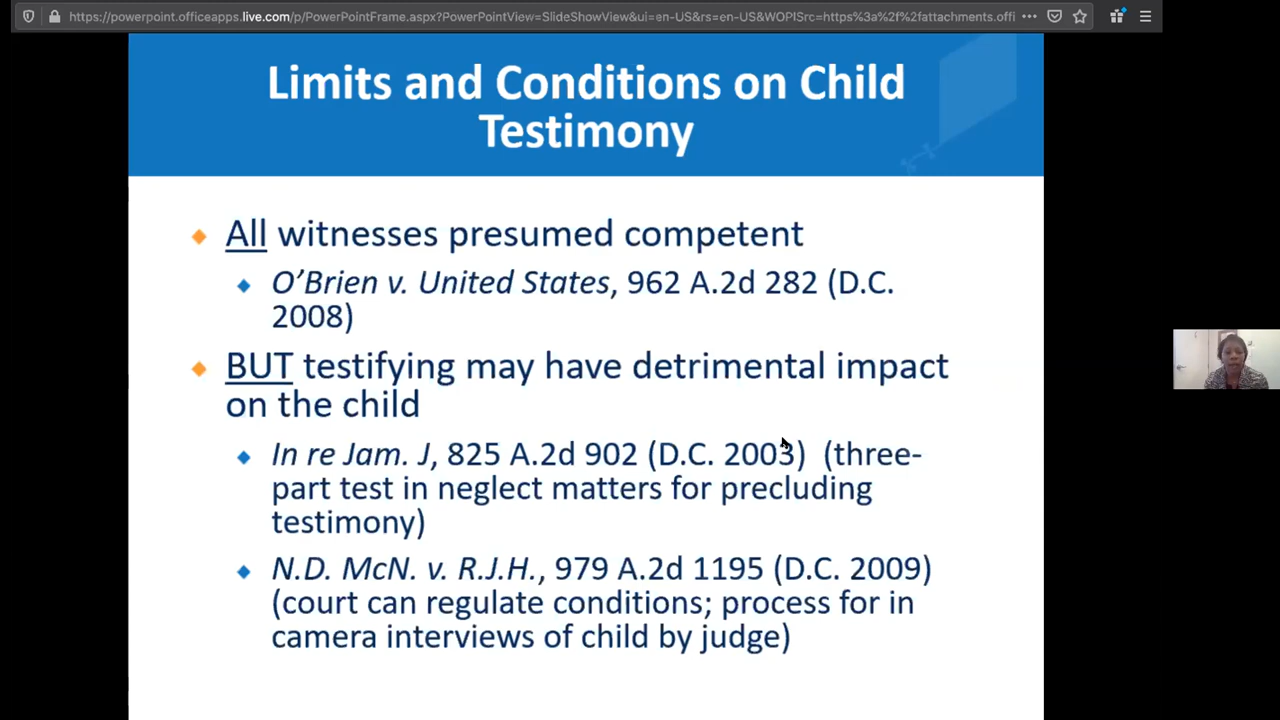 https://powerpoint.officeapps.live.com/p/PowerPointFrame.aspx?PowerPointView=SlideShowView&ui=en-US&rs=en-US&WOPISrc=https%3a%2f%2fattachments.offi
Limits and Conditions on Child
Testimony
All witnesses presumed competent
O’Brien v. United States, 962 A.2d 282 (D.C.
2008)
BUT testifying may have detrimental impact
on the child
In re Jam. J, 825 A.2d 902 (D.C. 2003) (three-
part test in neglect matters for precluding
testimony)
N.D. McN. v. R.J.H., 979 A.2d 1195 (D.C. 2009)
(court can regulate conditions; process for in
camera interviews of child by judge)